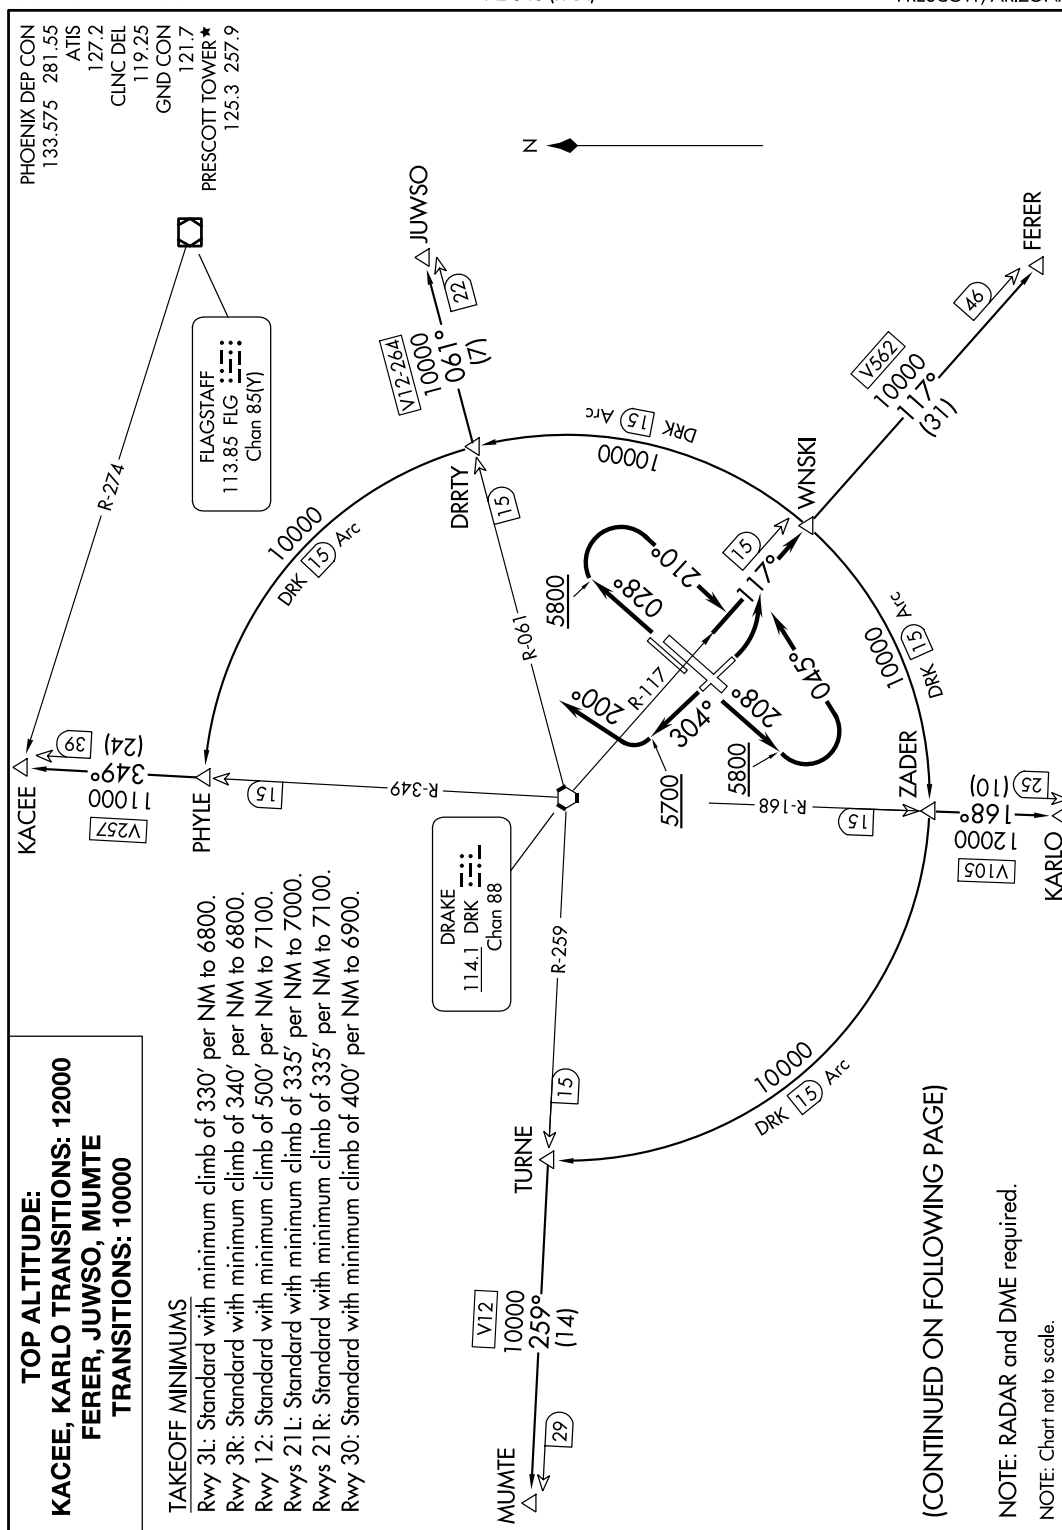 TOP ALTITUDE:
KACEE, KARLO TRANSITIONS: 12000
FERER, JUWSO, MUMTE
TRANSITIONS: 10000
TAKEOFF MINIMUMS
Rwy 3L: Standard with minimum climb of 330' per NM to 6800.
Rwy 3R: Standard with minimum climb of 340' per NM to 6800.
Rwy 12: Standard with minimum climb of 500' per NM to 7100.
Rwys 21L: Standard with minimum climb of 335' per NM to 7000.
Rwys 21R: Standard with minimum climb of 335' per NM to 7100.
Rwy 30: Standard with minimum climb of 400' per NM to 6900.
PHOENIX DEP CON
133.575 281.55
ATIS
127.2
CLNC DEL
119.25
GND CON
121.7
PRESCOTT TOWER★
125.3 257.9
KACEE
39
R-274
349°
(24)
11000
V257
PHYLE
15
R-349
FLAGSTAFF
113.85 FLG
Chan 85(Y)
10000
DRK 15 Arc
N
JUWSO
22
V12-264
10000
061°
(7)
DRRTY
15
R-061
DRK 15 Arc
10000
DRAKE
114.1 DRK
Chan 88
R-259
15
TURNE
V12
10000
259°
(14)
29
MUMTE
5800
028°
210°
200°
R-117
304°
5700
208°
5800
045°
15
117°
WNSKI
V562
10000
117°
(31)
46
FERER
10000
DRK 15 Arc
R-168
15
ZADER
168°
(10)
25
12000
V105
KARLO
10000
DRK 15 Arc
(CONTINUED ON FOLLOWING PAGE)
NOTE: RADAR and DME required.
NOTE: Chart not to scale.